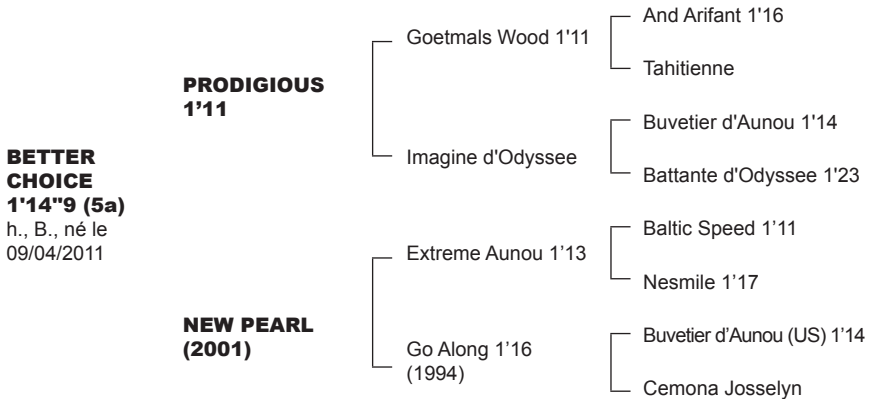 BETTER
CHOICE
1'14"9 (5a)
h., B., né le
09/04/2011
PRODIGIOUS
1’11
NEW PEARL
(2001)
Goetmals Wood 1'11
Imagine d'Odyssee
Extreme Aunou 1’13
Go Along 1’16
(1994)
And Arifant 1'16
Tahitienne
Buvetier d'Aunou 1'14
Battante d'Odyssee 1'23
Baltic Speed 1’11
Nesmile 1’17
Buvetier d’Aunou (US) 1’14
Cemona Josselyn